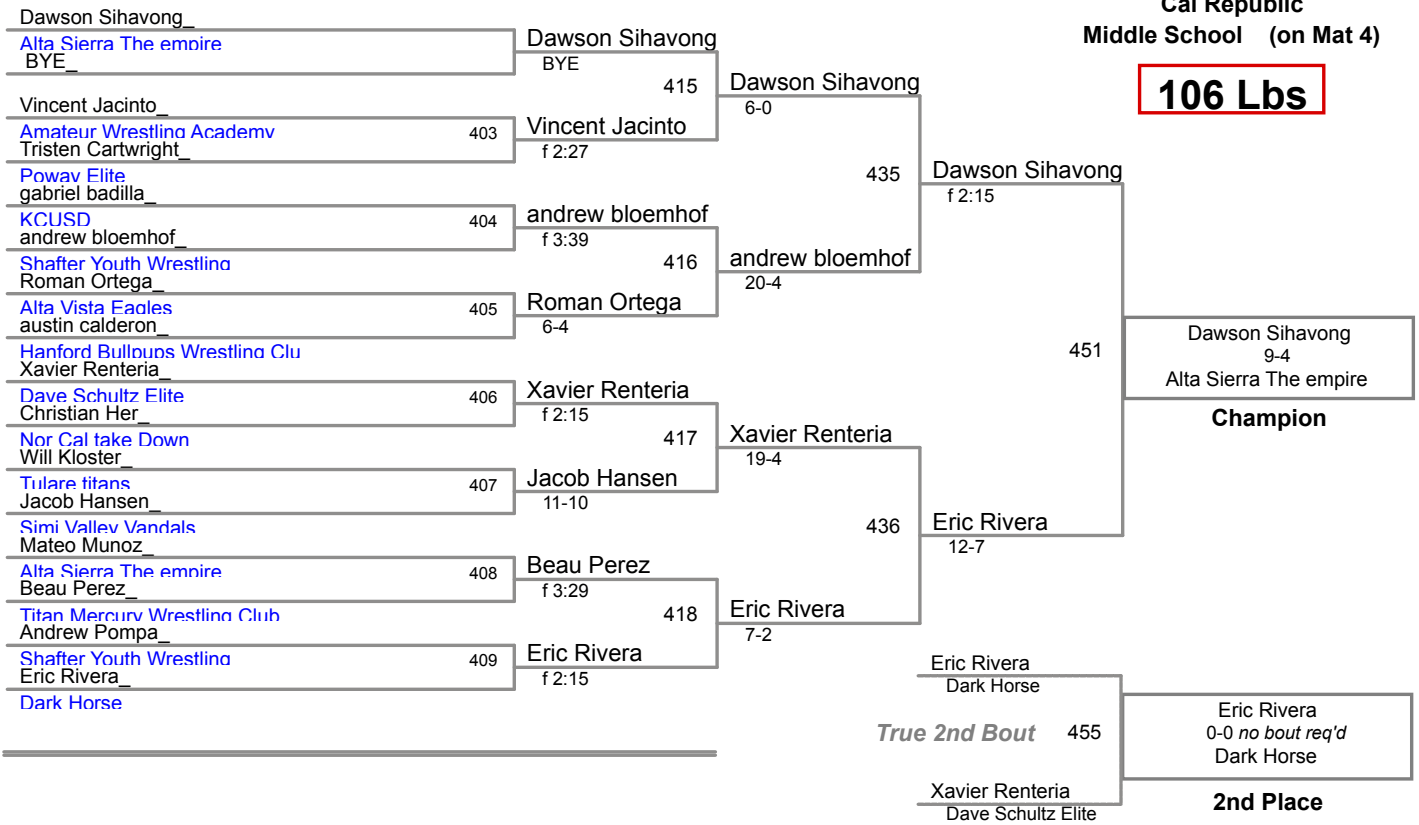 Cal Republic
Middle School (on Mat 4)
106 Lbs
Dawson Sihavong_
Alta Sierra The empire
BYE_
Vincent Jacinto_
Amateur Wrestling Academy
403
Tristen Cartwright_
Poway Elite
gabriel badilla_
KCUSD
404
andrew bloemhof_
Shafter Youth Wrestling
Roman Ortega_
Alta Vista Eagles
405
austin calderon_
Hanford Bullpups Wrestling Clu
Xavier Renteria_
Dave Schultz Elite
406
Christian Her_
Nor Cal take Down
Will Kloster_
Tulare titans
407
Jacob Hansen_
Simi Valley Vandals
Mateo Munoz_
Alta Sierra The empire
408
Beau Perez_
Titan Mercury Wrestling Club
Andrew Pompa_
Shafter Youth Wrestling
409
Eric Rivera_
Dark Horse
Dawson Sihavong
BYE
415
Vincent Jacinto
f 2:27
andrew bloemhof
f 3:39
416
Roman Ortega
6-4
Xavier Renteria
f 2:15
417
Jacob Hansen
11-10
Beau Perez
f 3:29
418
Eric Rivera
f 2:15
Dawson Sihavong
6-0
435
andrew bloemhof
20-4
Xavier Renteria
19-4
436
Eric Rivera
7-2
Dawson Sihavong
f 2:15
451
Eric Rivera
12-7
Dawson Sihavong
9-4
Alta Sierra The empire
Champion
Eric Rivera
Dark Horse
True 2nd Bout 455
Xavier Renteria
Dave Schultz Elite
Eric Rivera
0-0 no bout req'd
Dark Horse
2nd Place